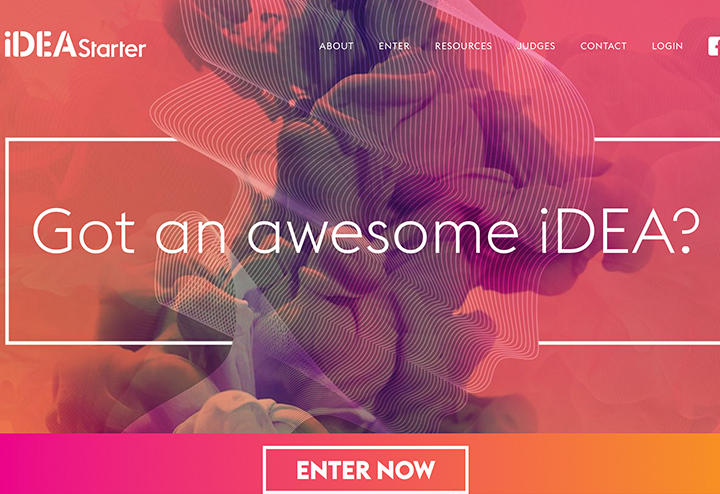 iDEAStarter
ABOUT ENTER RESOURCES JUDGES CONTACT LOGIN
Got an awesome iDEA?
ENTER NOW